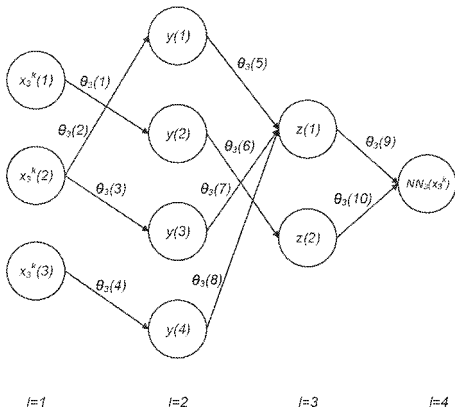 y(1)
x₃ᵏ(1)
θ₃(1)
θ₃(5)
θ₃(2)
y(2)
z(1)
θ₃(6)
θ₃(9)
x₃ᵏ(2)
θ₃(3)
θ₃(7)
NN₃(x₃ᵏ)
θ₃(10)
y(3)
z(2)
x₃ᵏ(3)
θ₃(4)
θ₃(8)
y(4)
l=1 l=2 l=3 l=4